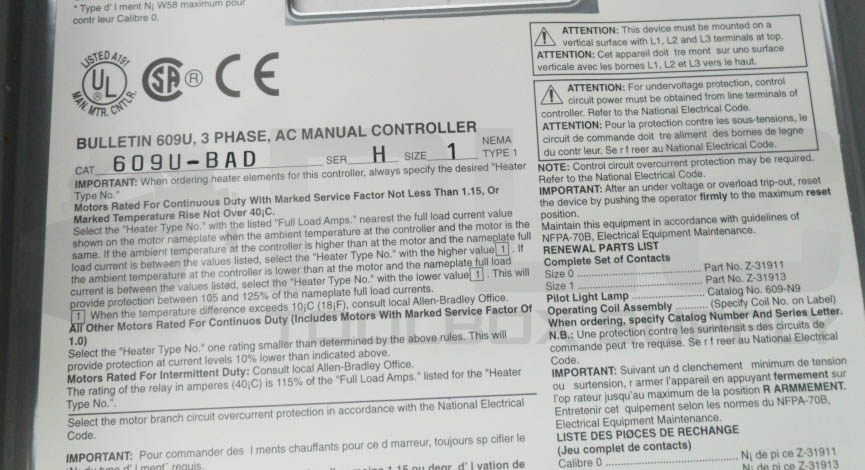 * Type d' l ment N¡ W58 maximum pour
contr leur Calibre 0.
LISTED A191
UL
®
MAN. MTR. CNTLR.
SA ®
CE
BULLETIN 609U, 3 PHASE, AC MANUAL CONTROLLER
CAT. 609U-BAD SER. H SIZE 1 NEMA TYPE 1
IMPORTANT: When ordering heater elements for this controller, always specify the desired "Heater
Type No."
Motors Rated For Continuous Duty With Marked Service Factor Not Less Than 1.15, Or
Marked Temperature Rise Not Over 40¡C.
Select the "Heater Type No." with the listed "Full Load Amps." nearest the full load current value
shown on the motor nameplate when the ambient temperature at the controller and the motor is the
same. If the ambient temperature at the controller is higher than at the motor and the nameplate full
load current is between the values listed, select the "Heater Type No." with the higher value 1 . If
the ambient temperature at the controller is lower than at the motor and the nameplate full load
current is between the values listed, select the "Heater Type No." with the lower value 1 . This will
provide protection between 105 and 125% of the nameplate full load currents.
1 When the temperature difference exceeds 10¡C (18¡F), consult local Allen-Bradley Office.
All Other Motors Rated For Continuos Duty (Includes Motors With Marked Service Factor Of
1.0)
Select the "Heater Type No." one rating smaller than determined by the above rules. This will
provide protection at current levels 10% lower than indicated above.
Motors Rated For Intermittent Duty: Consult local Allen-Bradley Office.
The rating of the relay in amperes (40¡C) is 115% of the "Full Load Amps." listed for the "Heater
Type No.".
Select the motor branch circuit overcurrent protection in accordance with the National Electrical
Code.
IMPORTANT: Pour commander des l ments chauffants pour ce d marreur, toujours sp cifier le
d' l ment requis.
1.15 ou degr d' l vation de
ATTENTION: This device must be mounted on a
vertical surface with L1, L2 and L3 terminals at top.
ATTENTION: Cet appareil doit tre mont sur uno surface
verticale avec les bornes L1, L2 et L3 vers le haut.
ATTENTION: For undervoltage protection, control
circuit power must be obtained from line terminals of
controller. Refer to the National Electrical Code.
ATTENTION: Pour la protection contre les sous-tensions, le
circuit de commande doit tre aliment des bornes de legne
du contr leur. Se r f reer au National Electrical Code.
NOTE: Control circuit overcurrent protection may be required.
Refer to the National Electrical Code.
IMPORTANT: After an under voltage or overload trip-out, reset
the device by pushing the operator firmly to the maximum reset
position.
Maintain this equipment in accordance with guidelines of
NFPA-70B, Electrical Equipment Maintenance.
RENEWAL PARTS LIST
Complete Set of Contacts
Size 0 ........ Part No. Z-31911
Size 1 ........ Part No. Z-31913
Pilot Light Lamp ........ Catalog No. 609-N9
Operating Coil Assembly ........ (Specify Coil No. on Label)
When ordering, specify Catalog Number And Series Letter.
N.B.: Une protection contre les surintensit s des circuits de
commande peut tre requise. Se r f reer au National Electrical
Code.
IMPORTANT: Suivant un d clenchement minimum de tension
ou surtension, r armer l'appareil en appuyant fermement sur
l'op rateur jusqu'au maximum de la position R ARMMEMENT.
Entretenir cet quipement selon les normes du NFPA-70B,
Electrical Equipment Maintenance.
LISTE DES PIØCES DE RECHANGE
(Jeu complet de contacts)
Calibre 0 ........ N¡ de pi ce Z-31911
N¡ de pi ce Z-31913